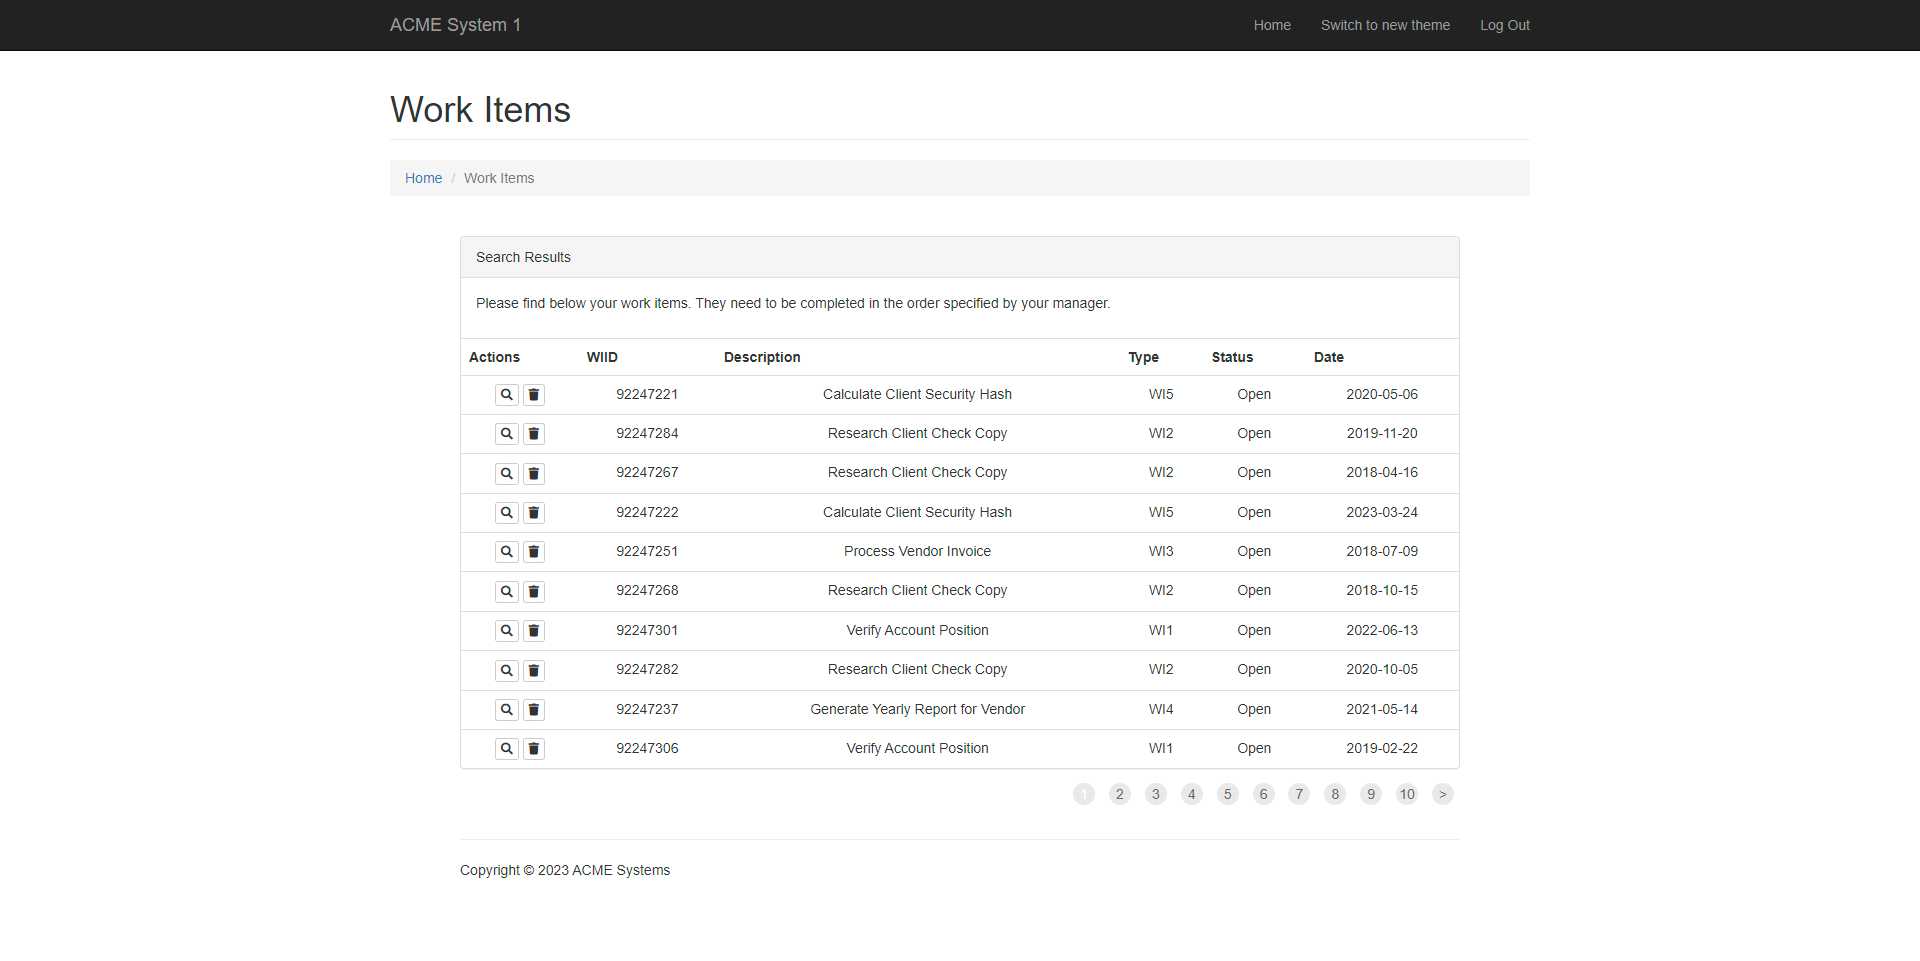 ACME System 1 Home Switch to new theme Log Out
Work Items
Home / Work Items
Search Results
Please find below your work items. They need to be completed in the order specified by your manager.
Actions WIID Description Type Status Date
92247221 Calculate Client Security Hash WI5 Open 2020-05-06
92247284 Research Client Check Copy WI2 Open 2019-11-20
92247267 Research Client Check Copy WI2 Open 2018-04-16
92247222 Calculate Client Security Hash WI5 Open 2023-03-24
92247251 Process Vendor Invoice WI3 Open 2018-07-09
92247268 Research Client Check Copy WI2 Open 2018-10-15
92247301 Verify Account Position WI1 Open 2022-06-13
92247282 Research Client Check Copy WI2 Open 2020-10-05
92247237 Generate Yearly Report for Vendor WI4 Open 2021-05-14
92247306 Verify Account Position WI1 Open 2019-02-22
1 2 3 4 5 6 7 8 9 10 >
Copyright © 2023 ACME Systems